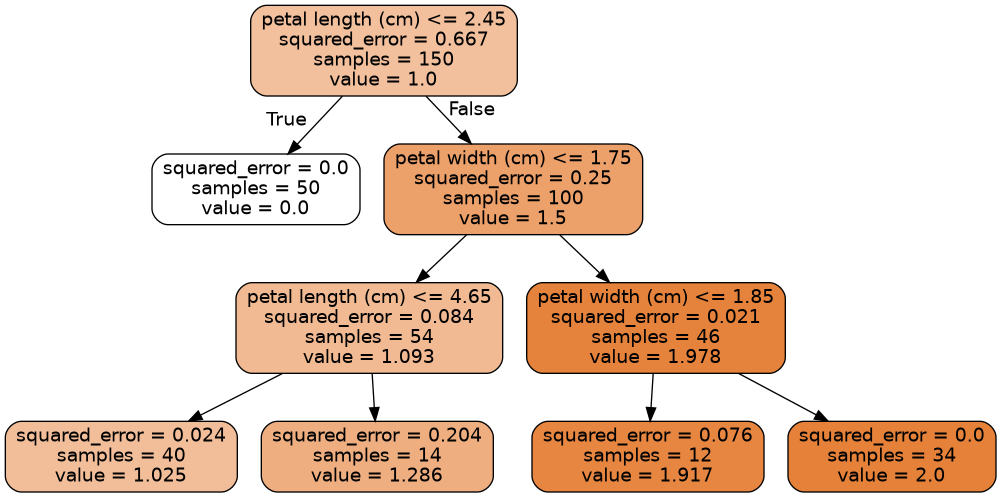 petal length (cm) <= 2.45
squared_error = 0.667
samples = 150
value = 1.0
True
False
squared_error = 0.0
samples = 50
value = 0.0
petal width (cm) <= 1.75
squared_error = 0.25
samples = 100
value = 1.5
petal length (cm) <= 4.65
squared_error = 0.084
samples = 54
value = 1.093
petal width (cm) <= 1.85
squared_error = 0.021
samples = 46
value = 1.978
squared_error = 0.024
samples = 40
value = 1.025
squared_error = 0.204
samples = 14
value = 1.286
squared_error = 0.076
samples = 12
value = 1.917
squared_error = 0.0
samples = 34
value = 2.0